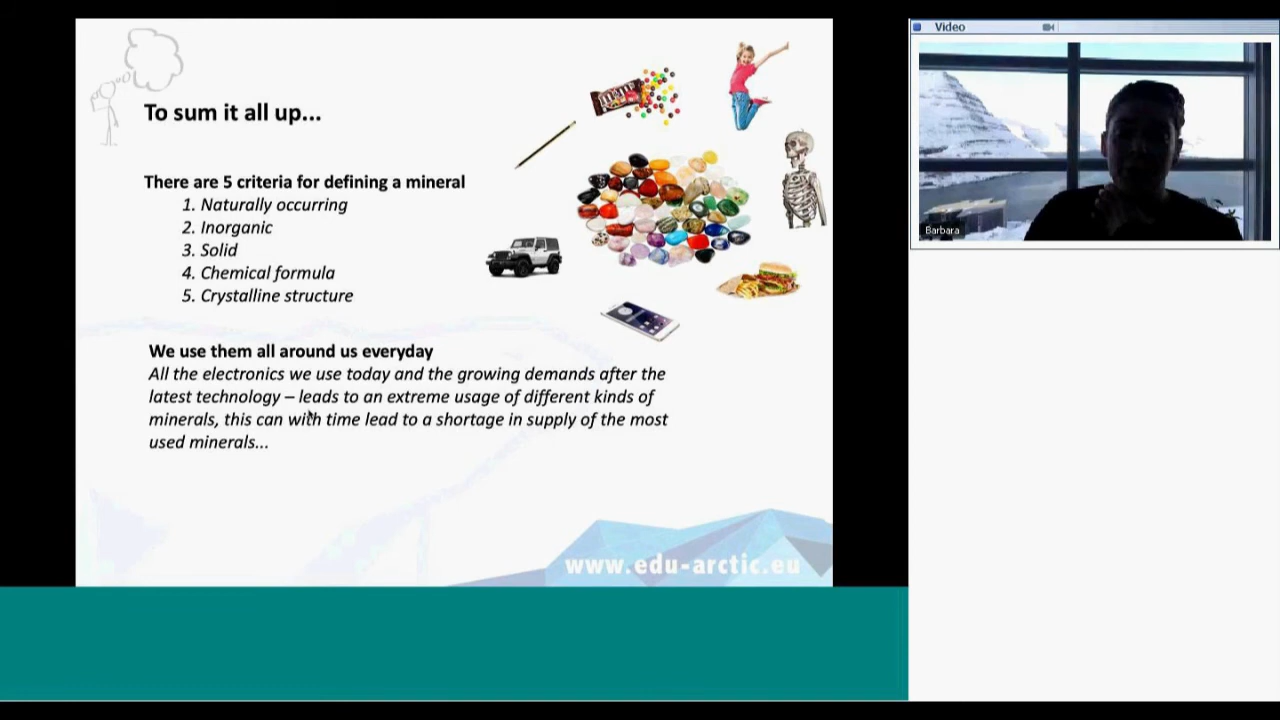 Video
To sum it all up...
There are 5 criteria for defining a mineral
1. Naturally occurring
2. Inorganic
3. Solid
4. Chemical formula
5. Crystalline structure
Barbara
We use them all around us everyday
All the electronics we use today and the growing demands after the
latest technology – leads to an extreme usage of different kinds of
minerals, this can with time lead to a shortage in supply of the most
used minerals...
www.edu-arctic.eu